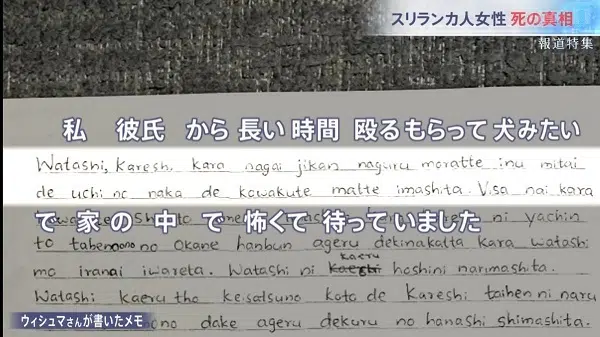 スリランカ人女性 死の真相
報道特集
私 彼氏 から 長い 時間 殴る もらって 犬みたい
Watashi, Karesh, kara nagai jikan naguru moratte inu mitai
de uchi no naka de kowakute matte imashita. Visa nai kara
で 家 の 中 で 怖くて 待って いました
ni yachin
to tabemono no okane hanbun ageru dekinakatta kara watashi
kaeru
mo iranai iwareta. Watashi ni hoshini narimashita.
Watashi kaeru tho keisatsuno koto de Kareshi taihen ni naru
ウィシュマさんが書いたメモ
dake ageru dekuru no hanashi shimashita.